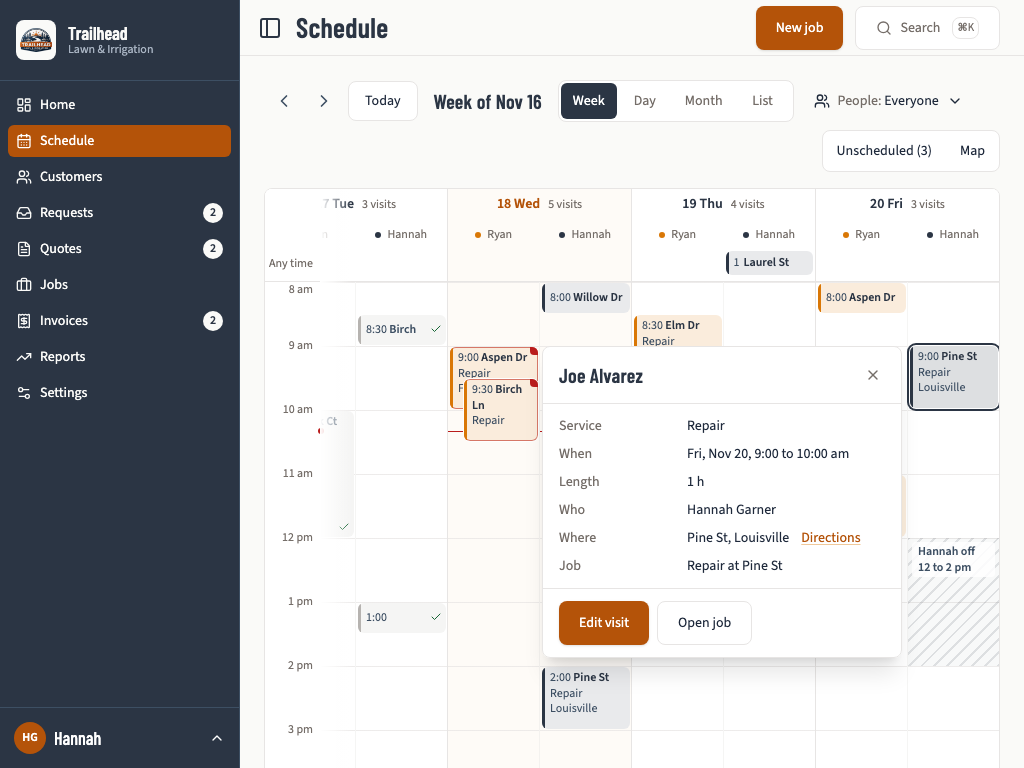 Trailhead
Lawn & Irrigation
Home
Schedule
Customers
Requests 2
Quotes 2
Jobs
Invoices 2
Reports
Settings
HG Hannah
Schedule
New job
Search ⌘K
Today
Week of Nov 16
Week Day Month List
People: Everyone
Unscheduled (3) Map
7 Tue 3 visits
18 Wed 5 visits
19 Thu 4 visits
20 Fri 3 visits
n Hannah Ryan Hannah Ryan Hannah Ryan Hannah
Any time
1 Laurel St
8 am
8:00 Willow Dr
8:00 Aspen Dr
8:30 Birch
8:30 Elm Dr
Repair
9 am
9:00 Aspen Dr
Repair
F
9:30 Birch
Ln
Repair
9:00 Pine St
Repair
Louisville
10 am
Ct
11 am
12 pm
Hannah off
12 to 2 pm
1 pm
1:00
2 pm
2:00 Pine St
Repair
Louisville
3 pm
Joe Alvarez
Service Repair
When Fri, Nov 20, 9:00 to 10:00 am
Length 1 h
Who Hannah Garner
Where Pine St, Louisville Directions
Job Repair at Pine St
Edit visit Open job